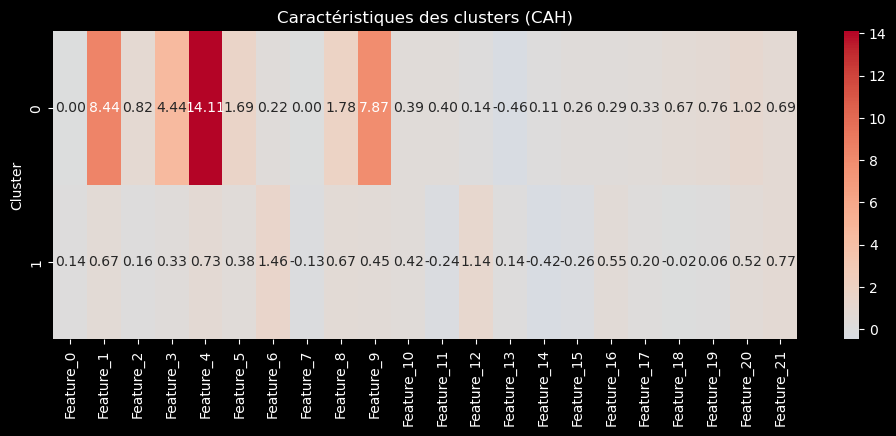 Caractéristiques des clusters (CAH)
Cluster
0
0.00 8.44 0.82 4.44 14.11 1.69 0.22 0.00 1.78 7.87 0.39 0.40 0.14 -0.46 0.11 0.26 0.29 0.33 0.67 0.76 1.02 0.69
1
0.14 0.67 0.16 0.33 0.73 0.38 1.46 -0.13 0.67 0.45 0.42 -0.24 1.14 0.14 -0.42 -0.26 0.55 0.20 -0.02 0.06 0.52 0.77
Feature_0
Feature_1
Feature_2
Feature_3
Feature_4
Feature_5
Feature_6
Feature_7
Feature_8
Feature_9
Feature_10
Feature_11
Feature_12
Feature_13
Feature_14
Feature_15
Feature_16
Feature_17
Feature_18
Feature_19
Feature_20
Feature_21
14
12
10
8
6
4
2
0